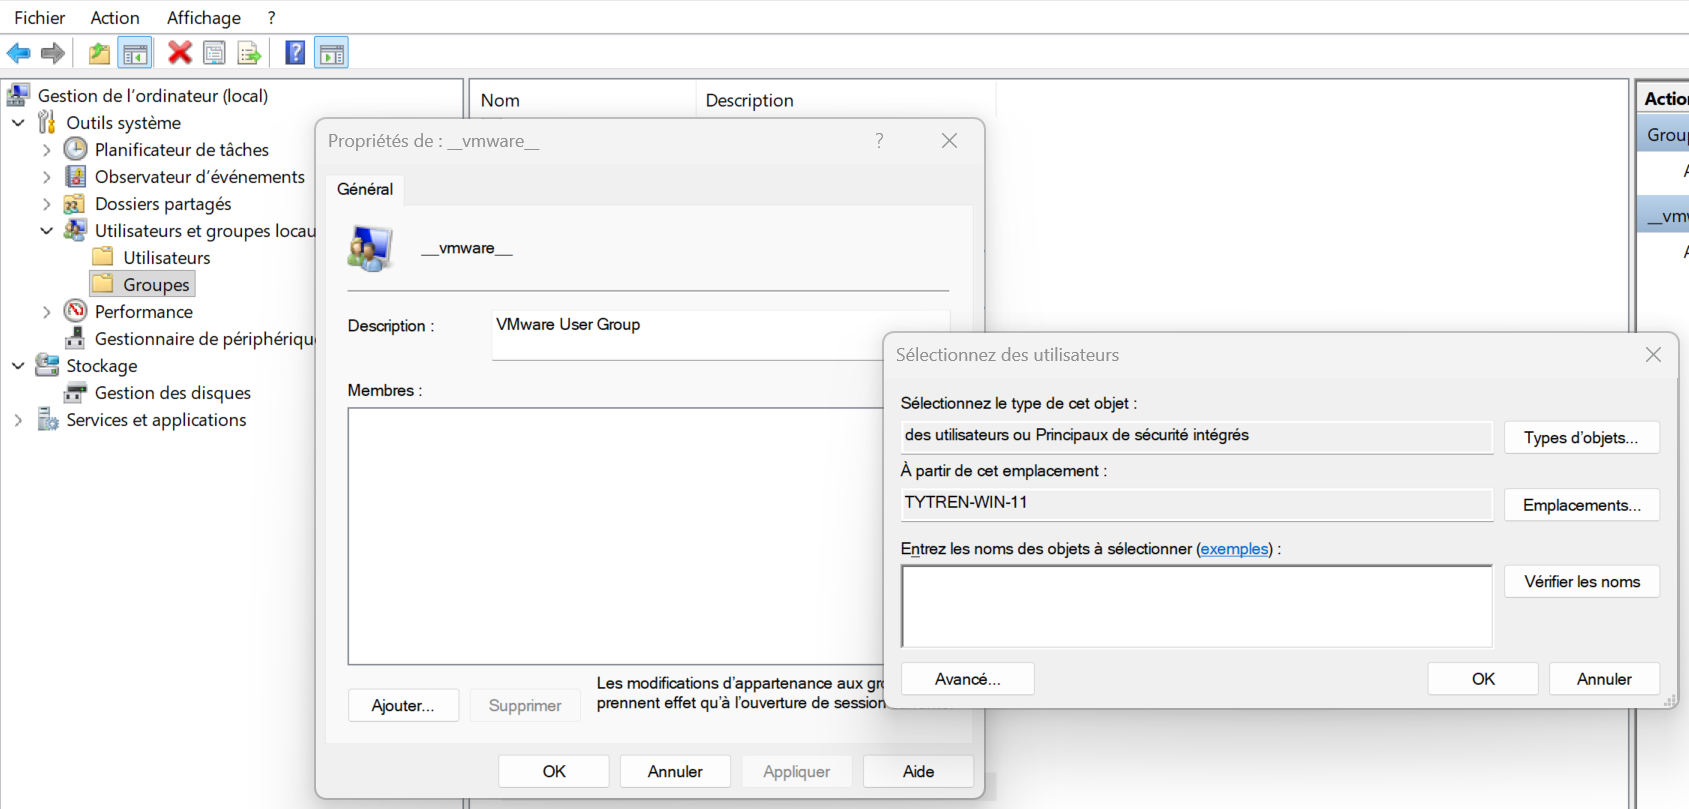 Fichier Action Affichage ?
Gestion de l'ordinateur (local)
Outils système
Planificateur de tâches
Observateur d'événements
Dossiers partagés
Utilisateurs et groupes locau
Utilisateurs
Groupes
Performance
Gestionnaire de périphérique
Stockage
Gestion des disques
Services et applications
Nom Description
Propriétés de : __vmware__ ?
Général
__vmware__
Description : VMware User Group
Membres :
Ajouter... Supprimer
Les modifications d'appartenance aux gr
prennent effet qu'à l'ouverture de session
OK Annuler Appliquer Aide
Sélectionnez des utilisateurs
Sélectionnez le type de cet objet :
des utilisateurs ou Principaux de sécurité intégrés Types d'objets...
À partir de cet emplacement :
TYTREN-WIN-11 Emplacements...
Entrez les noms des objets à sélectionner (exemples) :
Vérifier les noms
Avancé... OK Annuler
Actio
Group
A
__vmw
A